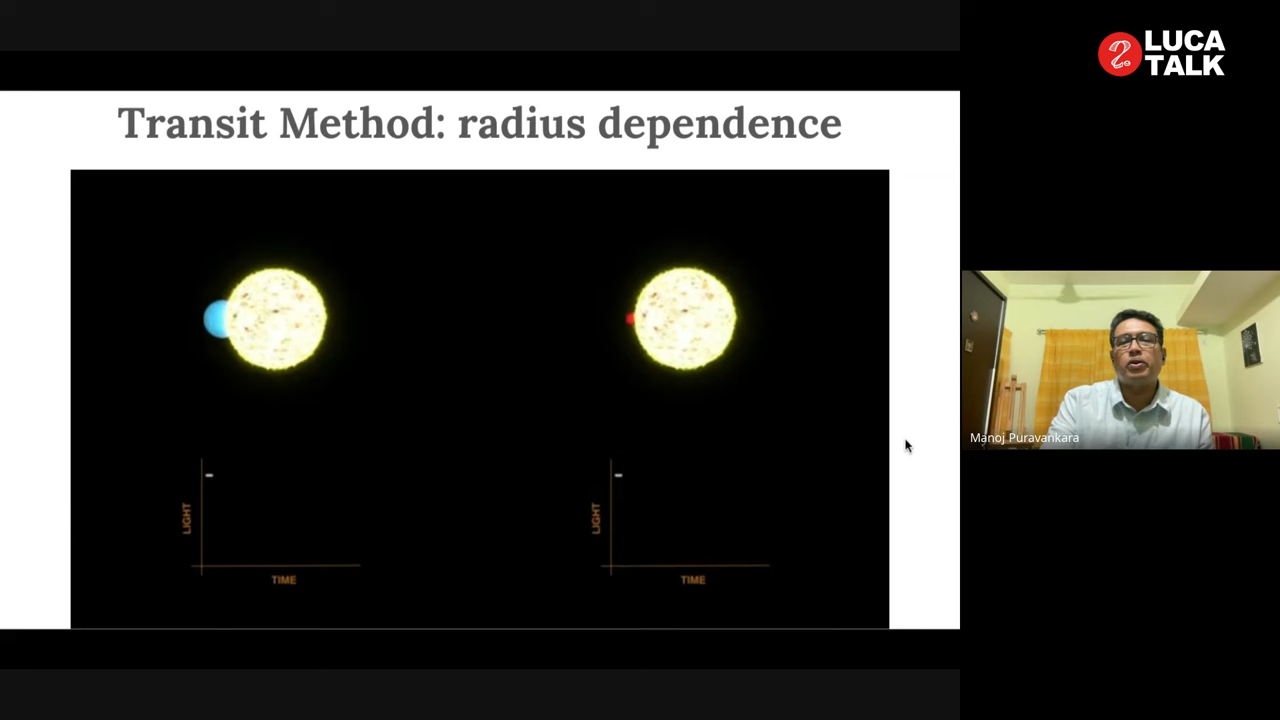 LUCA
TALK
Transit Method: radius dependence
LIGHT
TIME
LIGHT
TIME
Manoj Puravankara